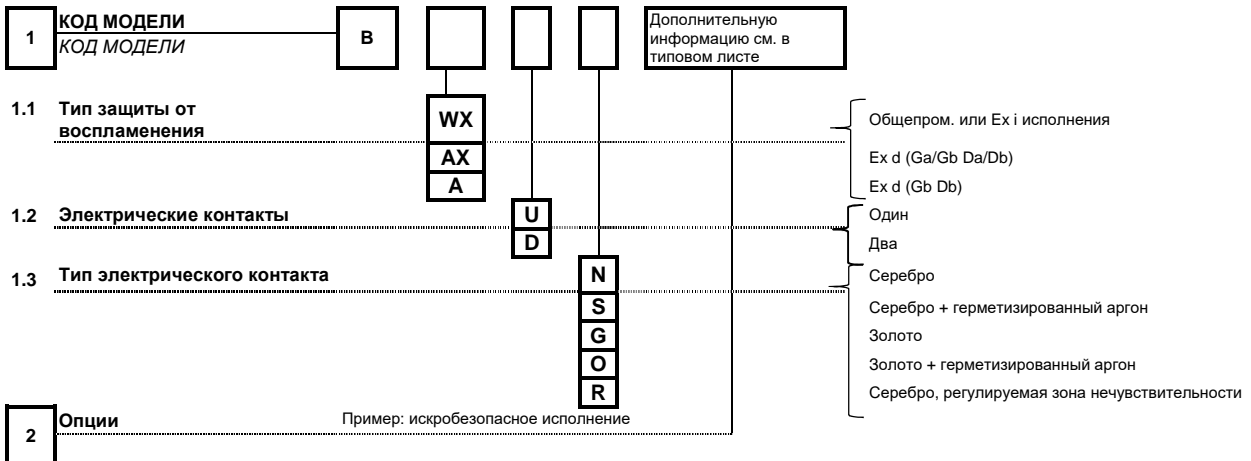 1
КОД МОДЕЛИ
КОД МОДЕЛИ
B
Дополнительную
информацию см. в
типовом листе
1.1 Тип защиты от
воспламенения
WX
AX
A
Общепром. или Ex i исполнения
Ex d (Ga/Gb Da/Db)
Ex d (Gb Db)
1.2 Электрические контакты
U
D
Один
Два
1.3 Тип электрического контакта
N
S
G
O
R
Серебро
Серебро + герметизированный аргон
Золото
Золото + герметизированный аргон
Серебро, регулируемая зона нечувствительности
2
Опции
Пример: искробезопасное исполнение